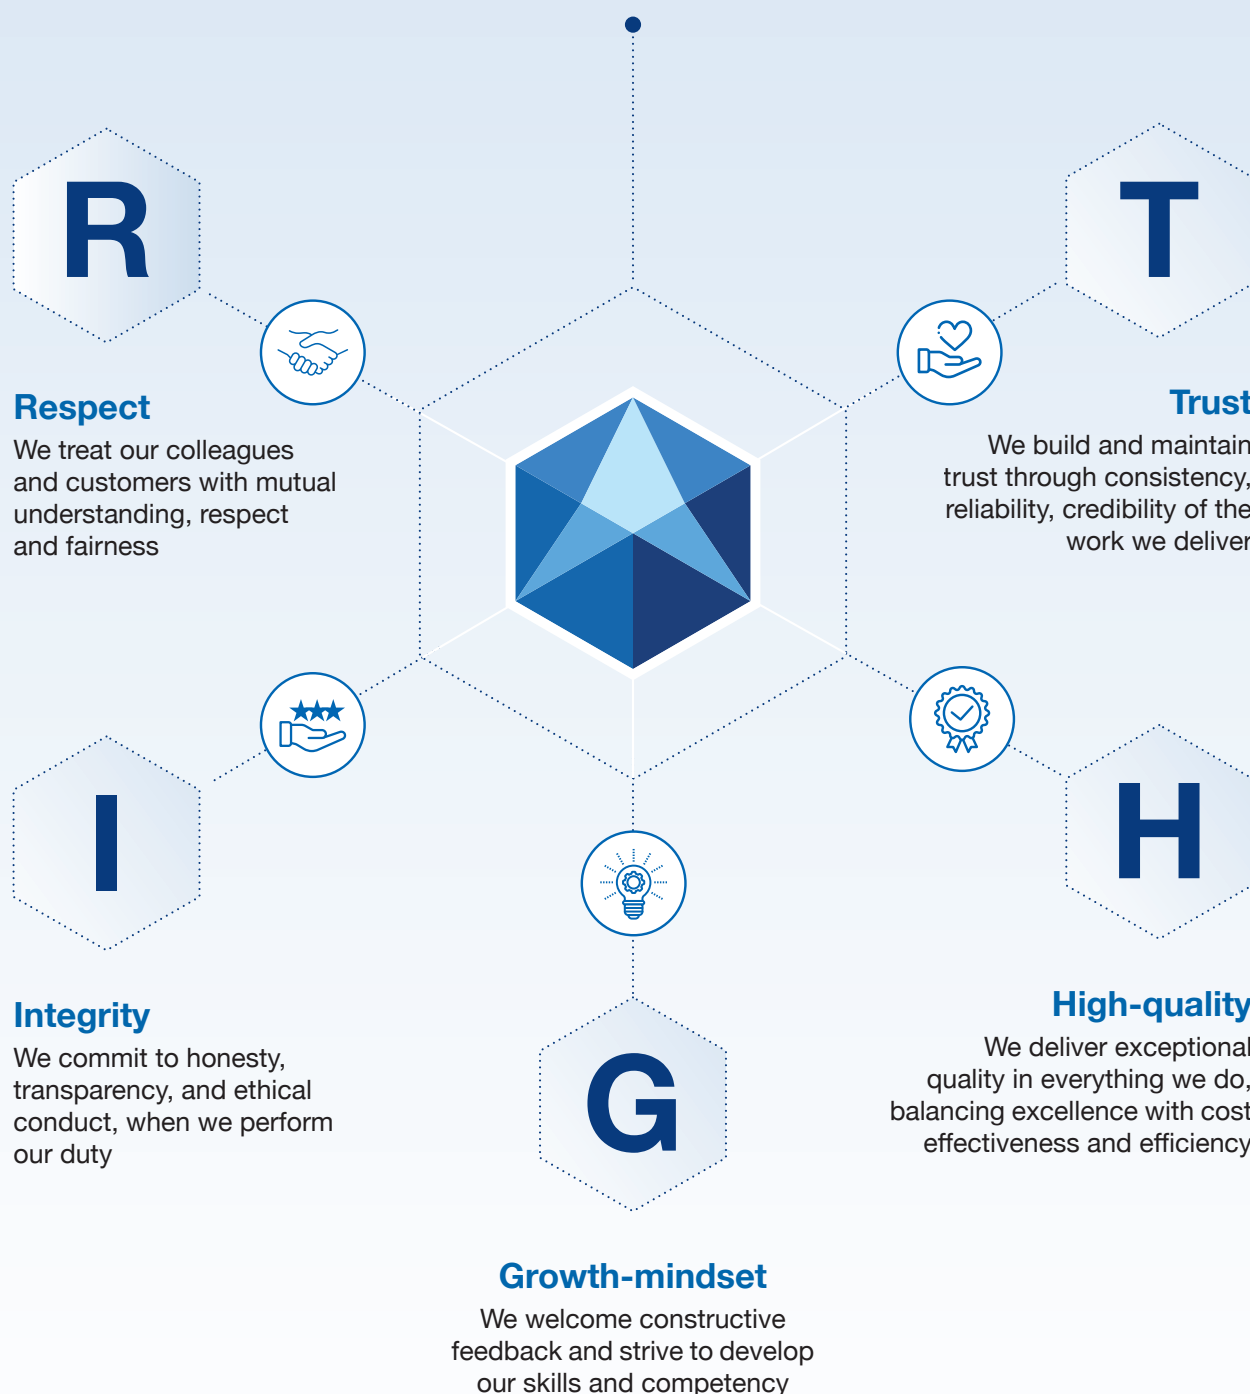 R
Respect
We treat our colleagues
and customers with mutual
understanding, respect
and fairness
I
Integrity
We commit to honesty,
transparency, and ethical
conduct, when we perform
our duty
G
Growth-mindset
We welcome constructive
feedback and strive to develop
our skills and competency
H
High-quality
We deliver exceptional
quality in everything we do,
balancing excellence with cost
effectiveness and efficiency
T
Trust
We build and maintain
trust through consistency,
reliability, credibility of the
work we deliver